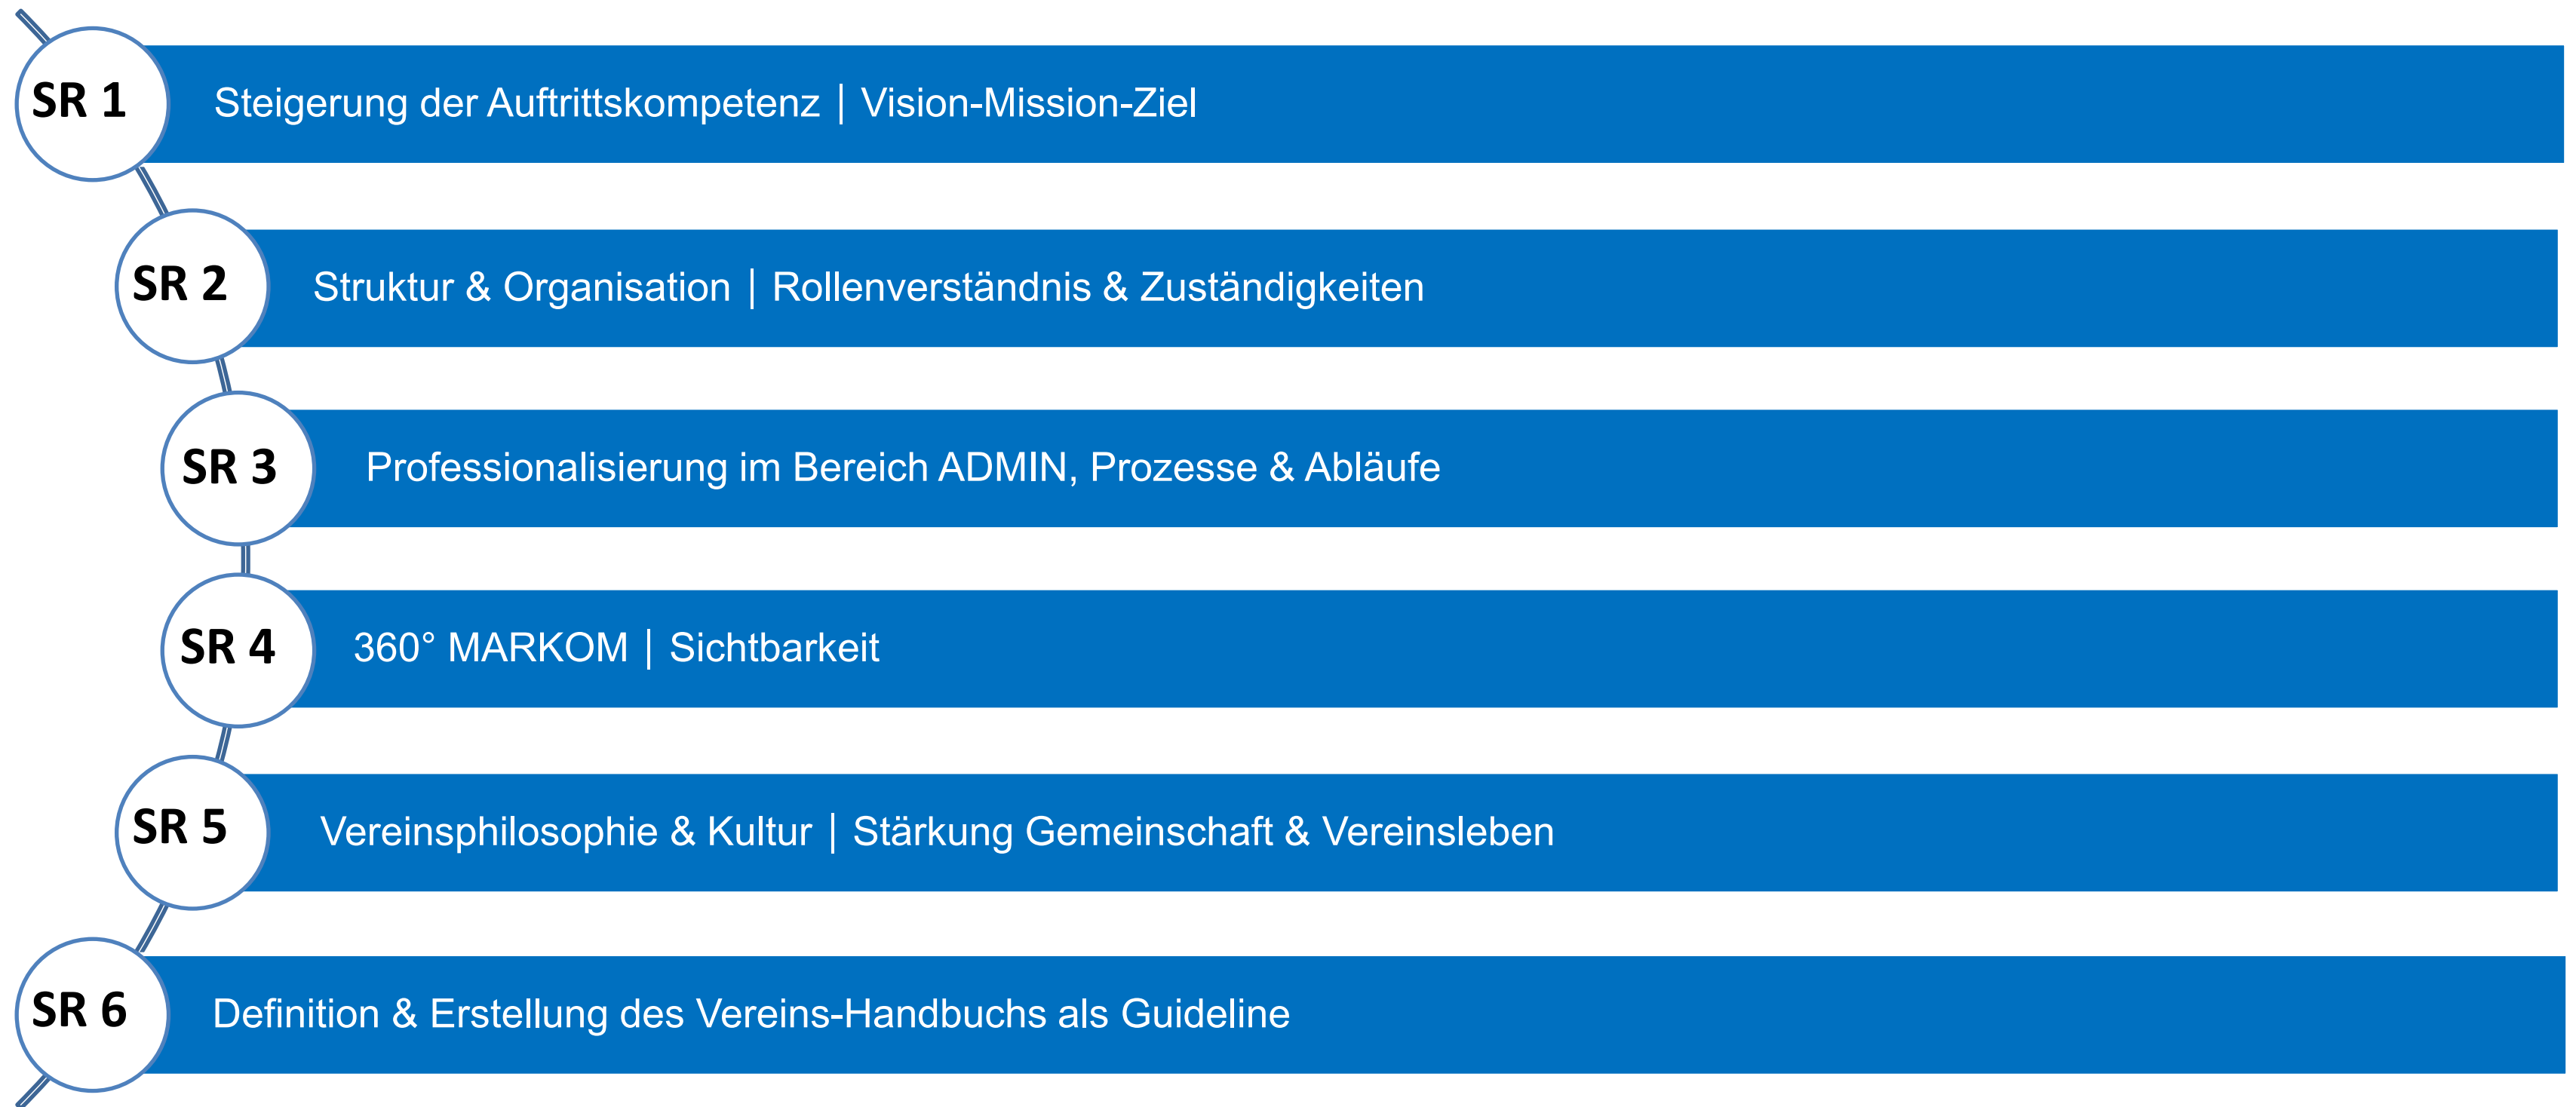 SR 1
Steigerung der Auftrittskompetenz | Vision-Mission-Ziel
SR 2
Struktur & Organisation | Rollenverständnis & Zuständigkeiten
SR 3
Professionalisierung im Bereich ADMIN, Prozesse & Abläufe
SR 4
360° MARKOM | Sichtbarkeit
SR 5
Vereinsphilosophie & Kultur | Stärkung Gemeinschaft & Vereinsleben
SR 6
Definition & Erstellung des Vereins-Handbuchs als Guideline